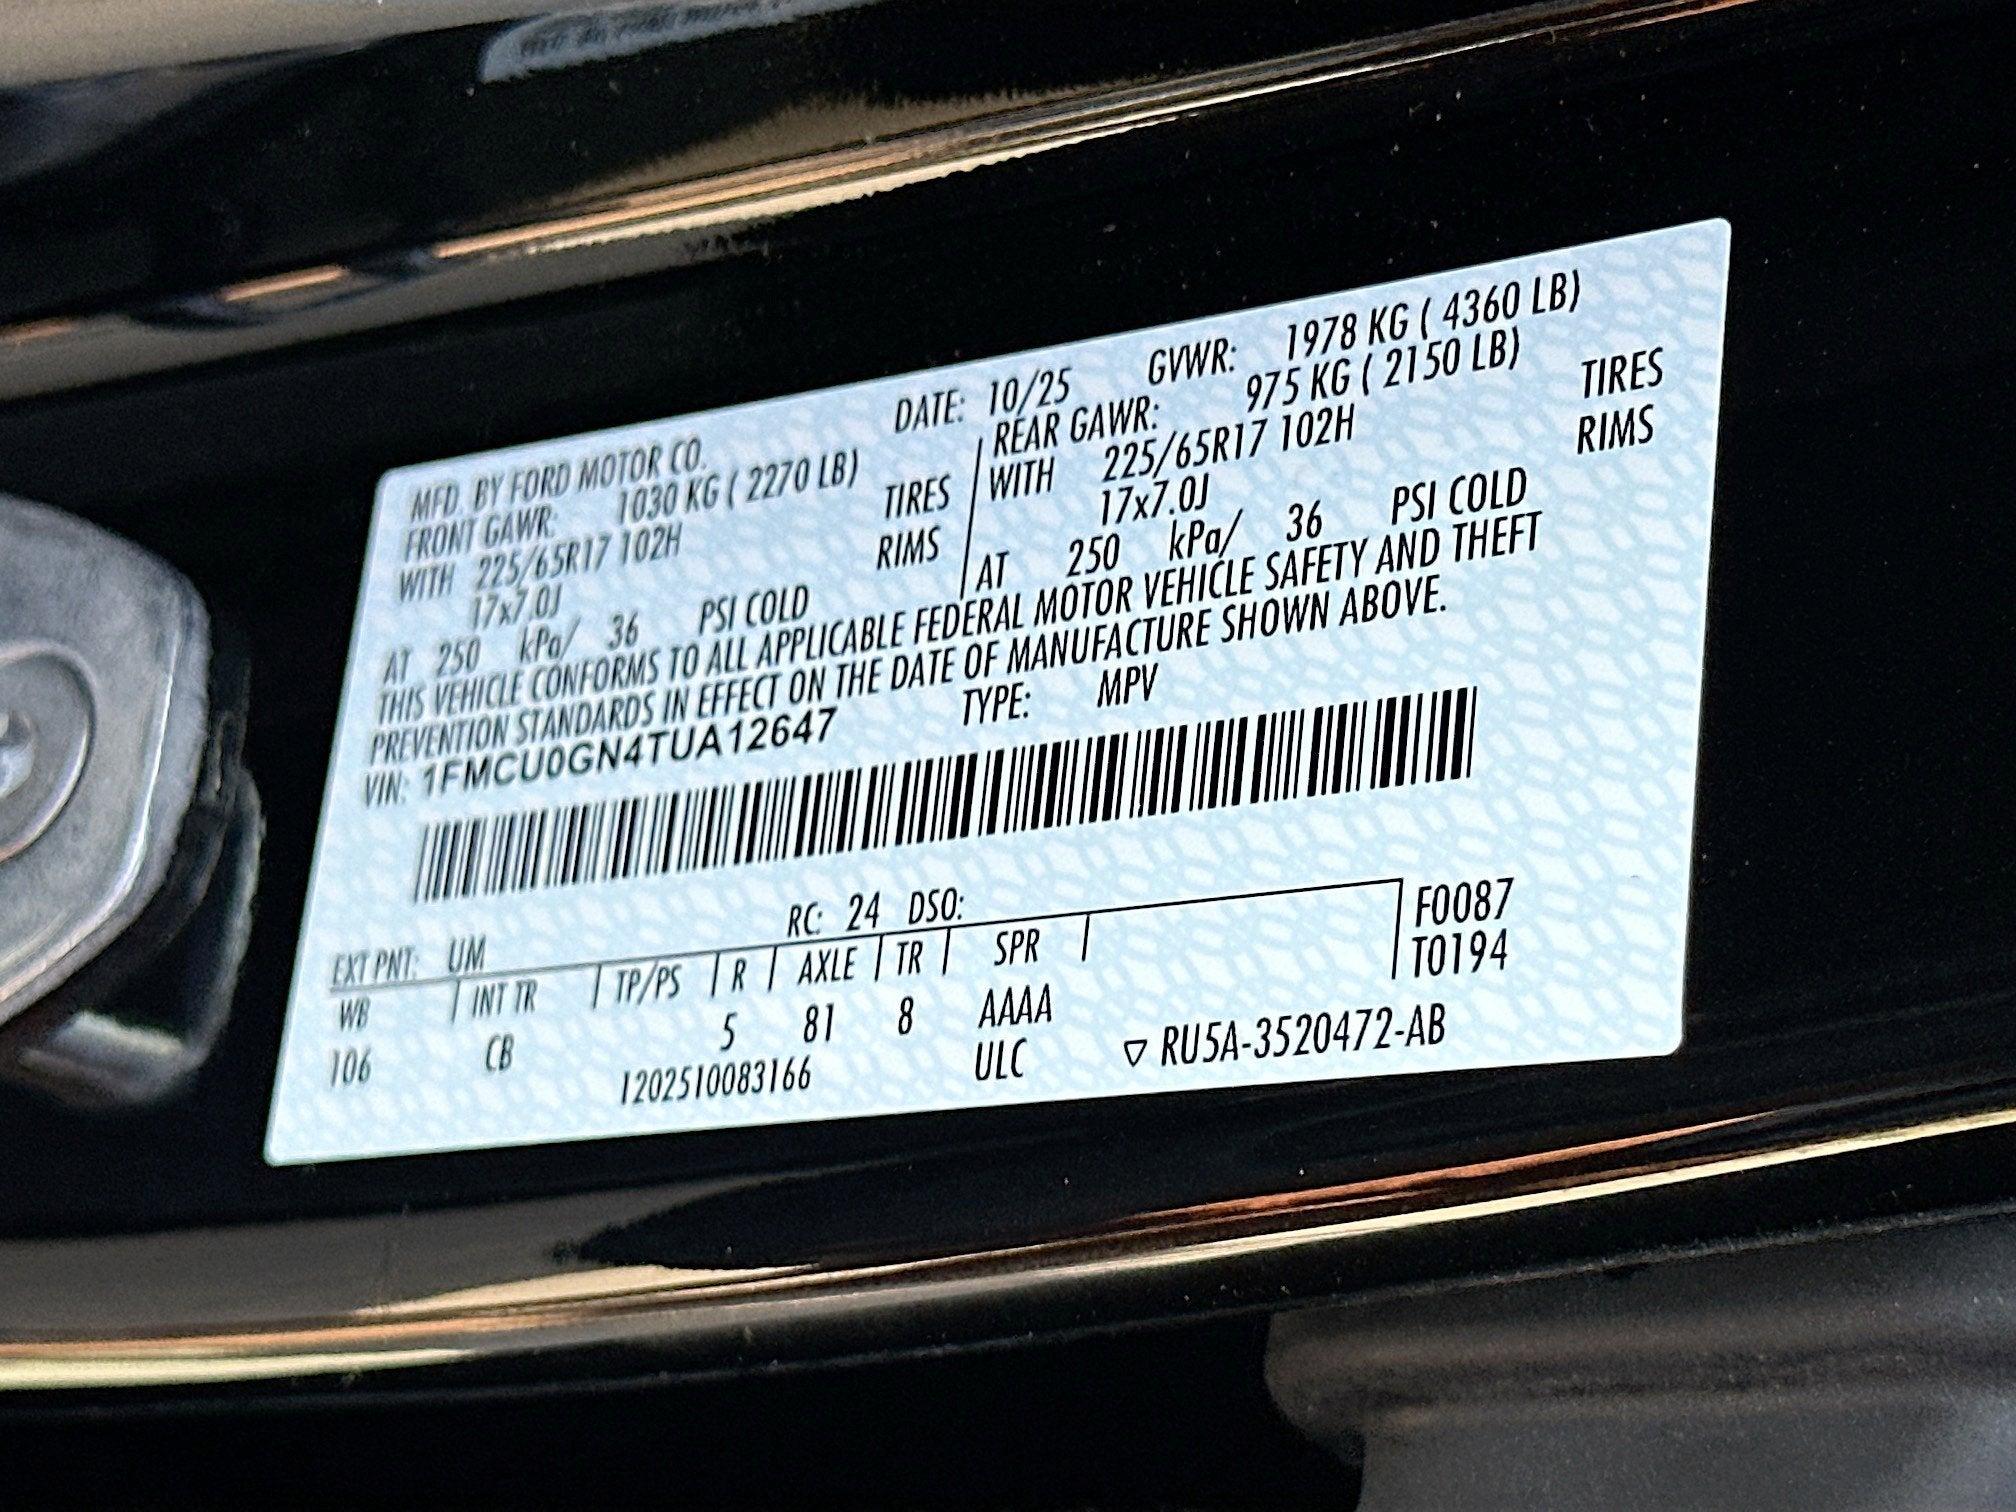 MFD. BY FORD MOTOR CO. DATE: 10/25 GVWR: 1978 KG ( 4360 LB)
FRONT GAWR: 1030 KG ( 2270 LB) REAR GAWR: 975 KG ( 2150 LB)
WITH 225/65R17 102H TIRES WITH 225/65R17 102H TIRES
17x7.0J RIMS 17x7.0J RIMS
AT 250 kPa/ 36 PSI COLD AT 250 kPa/ 36 PSI COLD
THIS VEHICLE CONFORMS TO ALL APPLICABLE FEDERAL MOTOR VEHICLE SAFETY AND THEFT
PREVENTION STANDARDS IN EFFECT ON THE DATE OF MANUFACTURE SHOWN ABOVE.
VIN: 1FMCU0GN4TUA12647 TYPE: MPV
EXT PNT: UM RC: 24 DSO: F0087
WB INT TR TP/PS R AXLE TR SPR T0194
106 CB 5 81 8 AAAA
1202510083166 ULC ▽ RU5A-3520472-AB